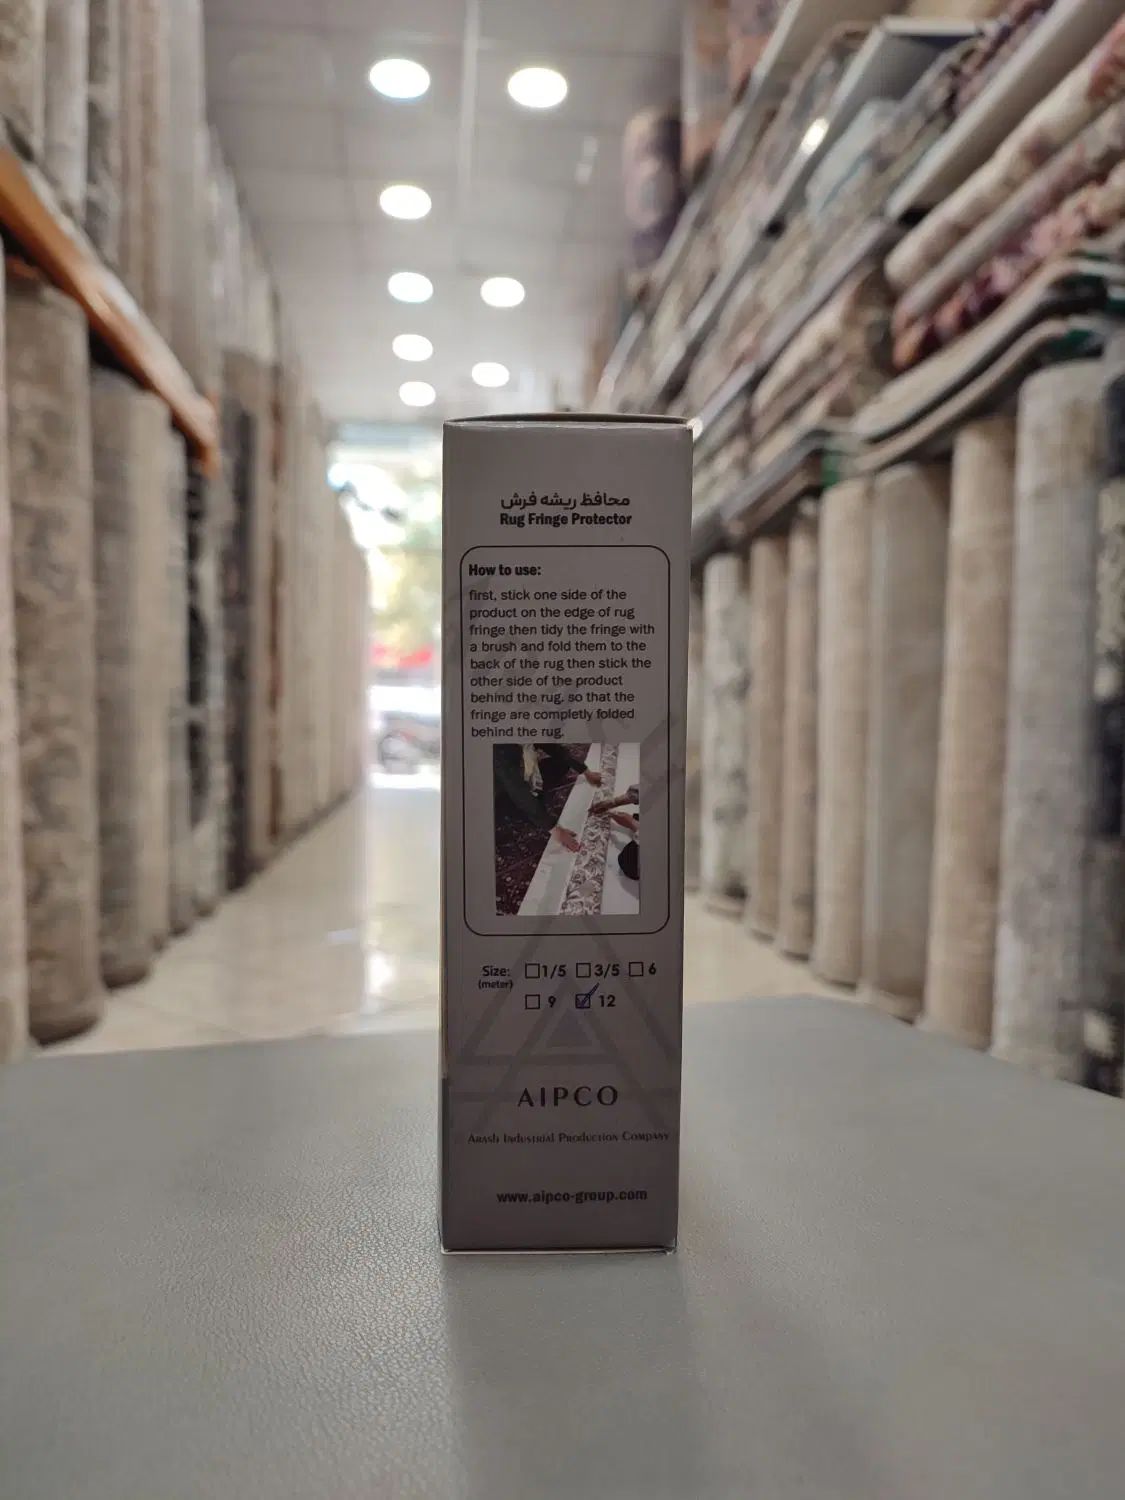 محافظ ریشه فرش
Rug Fringe Protector
How to use:
first, stick one side of the
product on the edge of rug
fringe then tidy the fringe with
a brush and fold them to the
back of the rug then stick the
other side of the product
behind the rug. so that the
fringe are completly folded
behind the rug.
Size: 1/5 3/5 6
(meter)
9 12
AIPCO
Arash Industrial Production Company
www.aipco-group.com